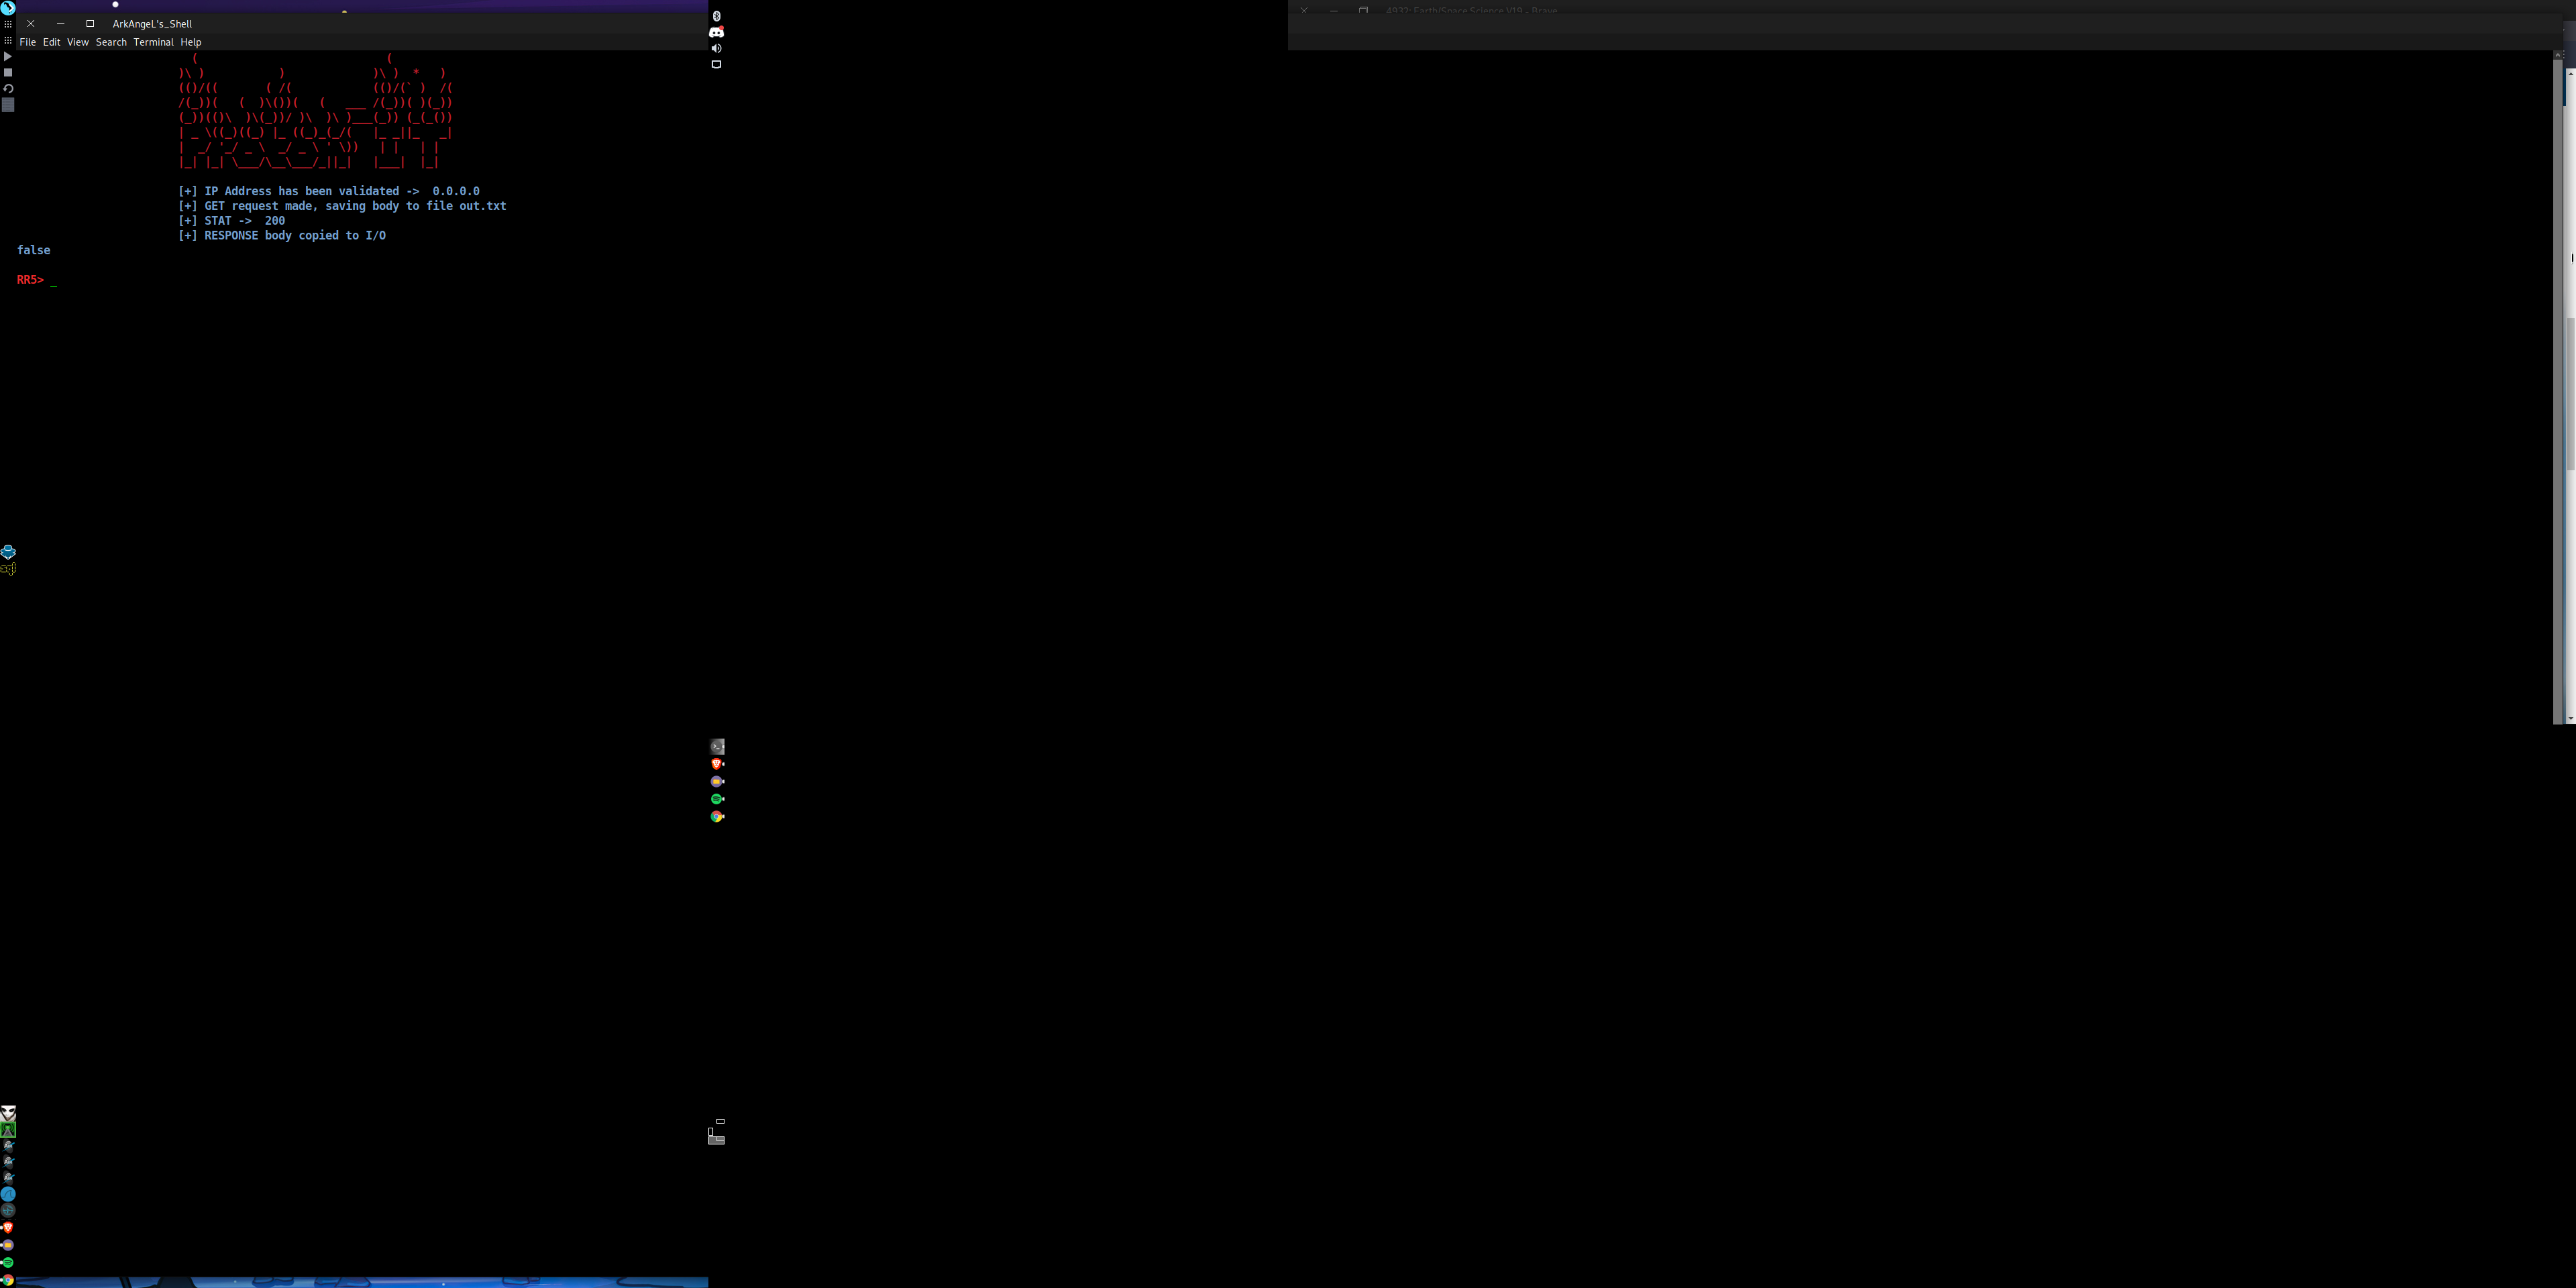 ArkAngeL's_Shell
File Edit View Search Terminal Help
[+] IP Address has been validated ->  0.0.0.0
[+] GET request made, saving body to file out.txt
[+] STAT ->  200
[+] RESPONSE body copied to I/O
false
RR5> _
4932: Earth/Space Science V19 - Brave